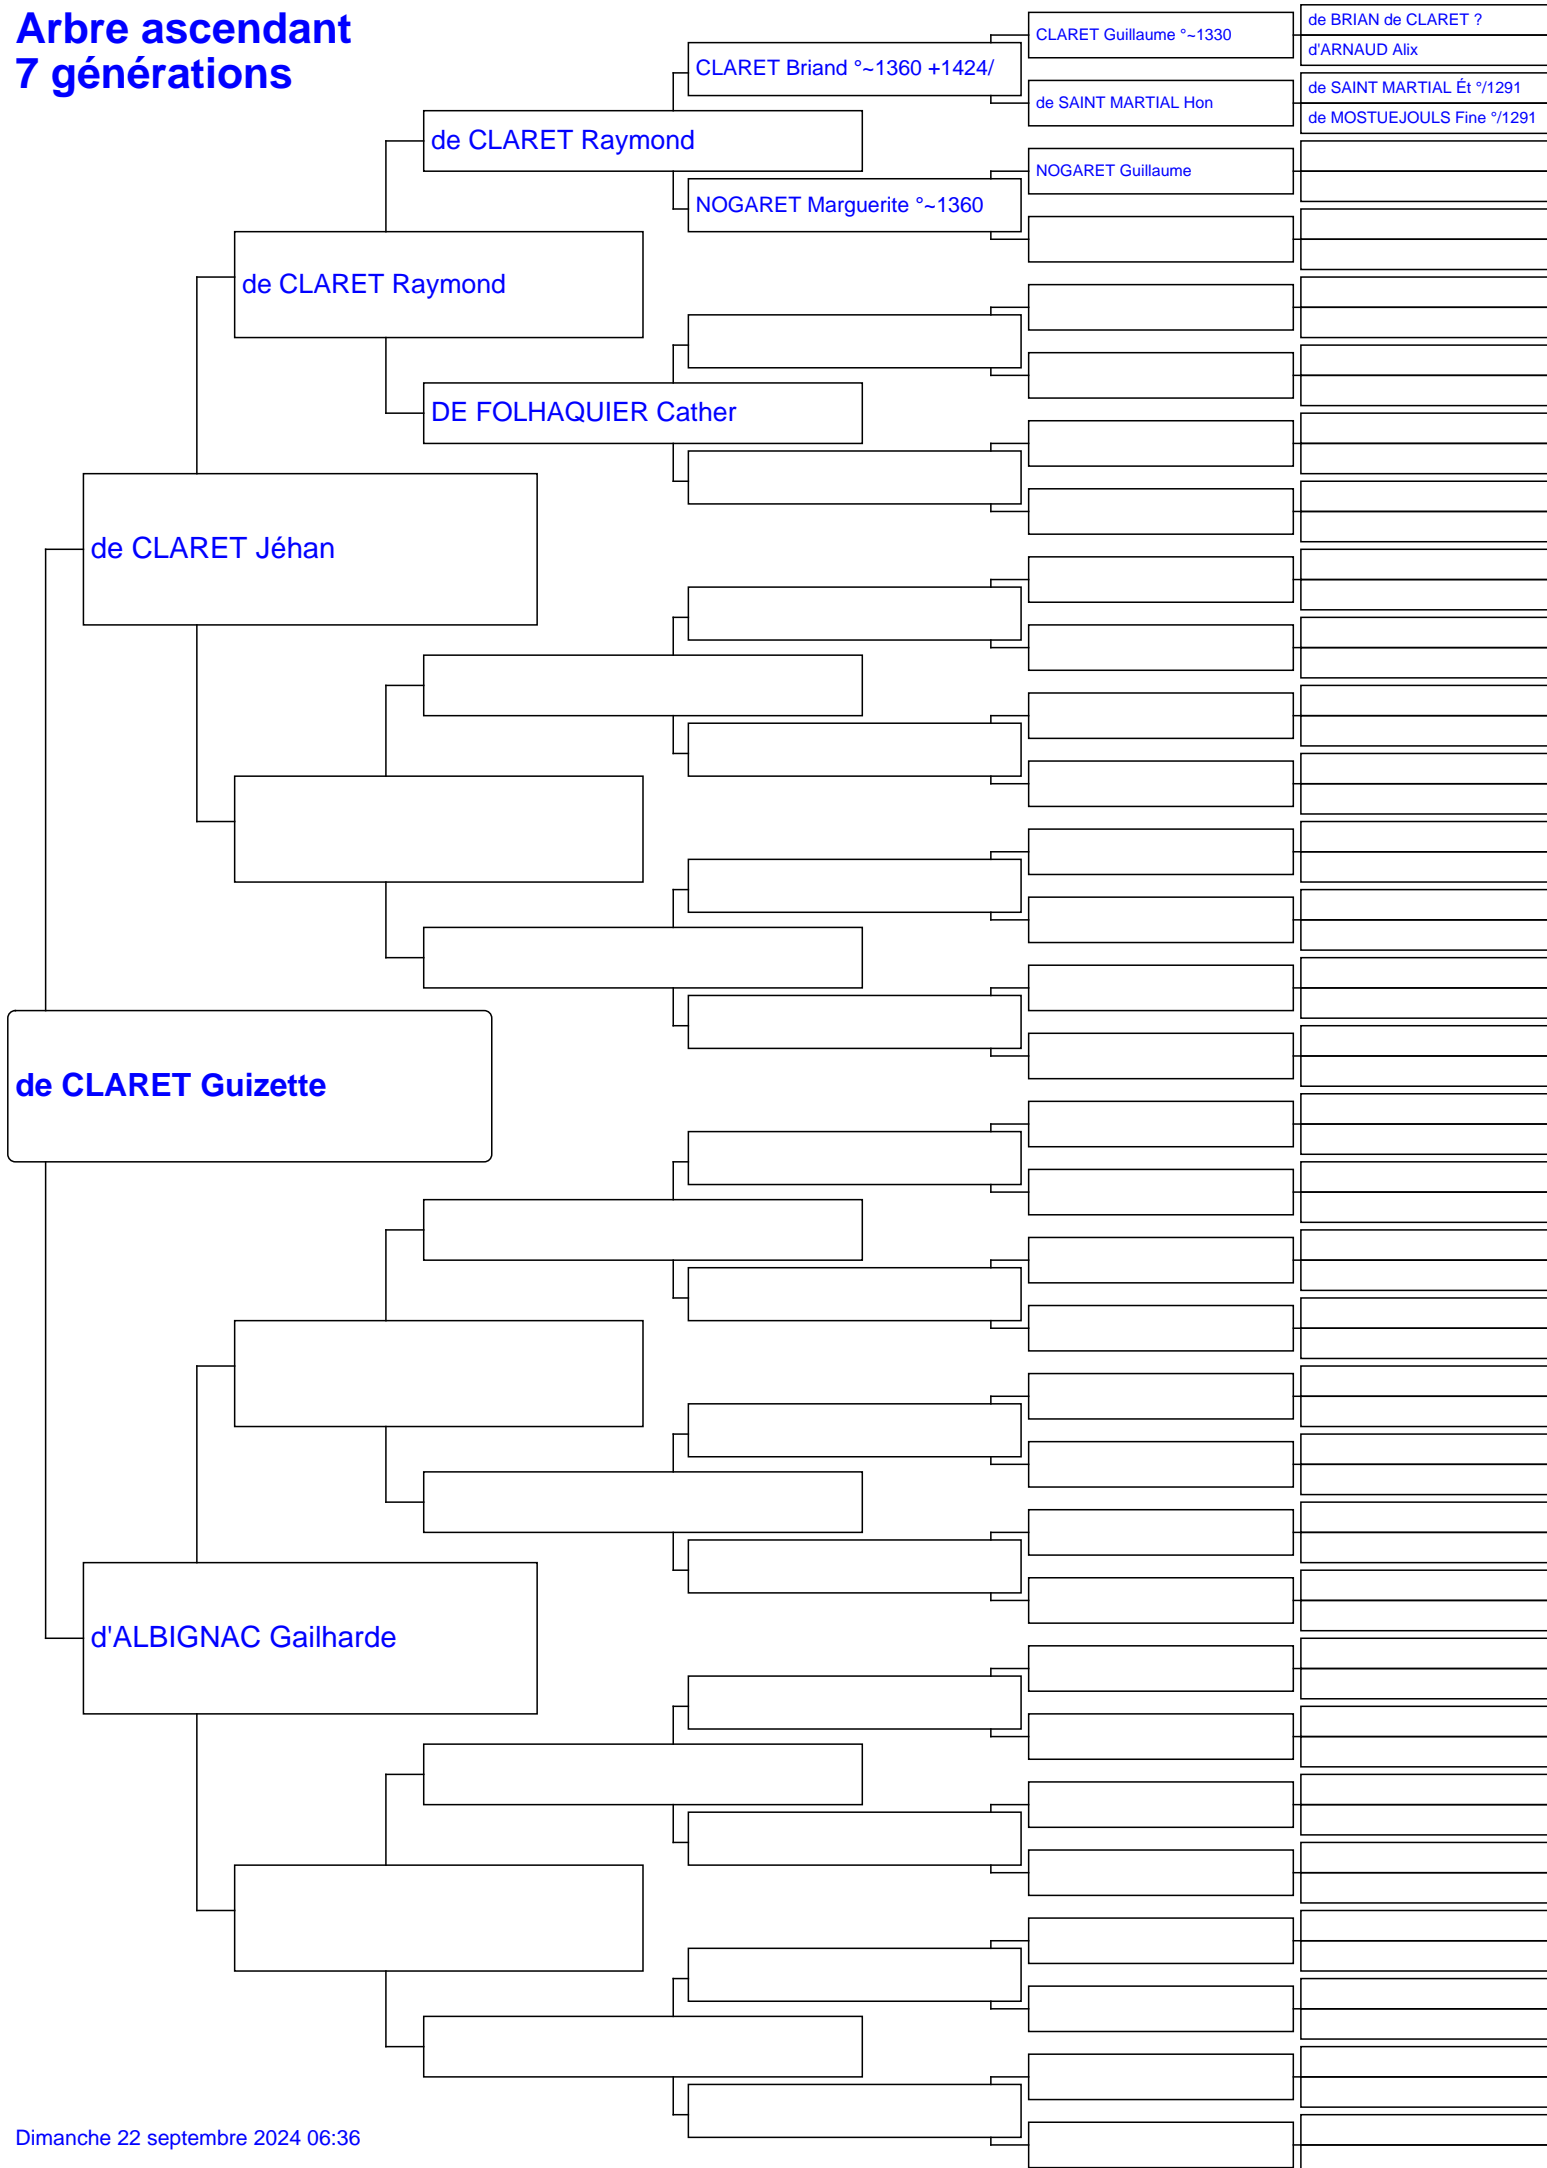 Arbre ascendant
7 générations
CLARET Guillaume °~1330
de BRIAN de CLARET ?
d'ARNAUD Alix
CLARET Briand °~1360 +1424/
de SAINT MARTIAL Hon
de SAINT MARTIAL Ét °/1291
de MOSTUEJOULS Fine °/1291
de CLARET Raymond
NOGARET Guillaume
NOGARET Marguerite °~1360
de CLARET Raymond
DE FOLHAQUIER Cather
de CLARET Jéhan
de CLARET Guizette
d'ALBIGNAC Gailharde
Dimanche 22 septembre 2024 06:36